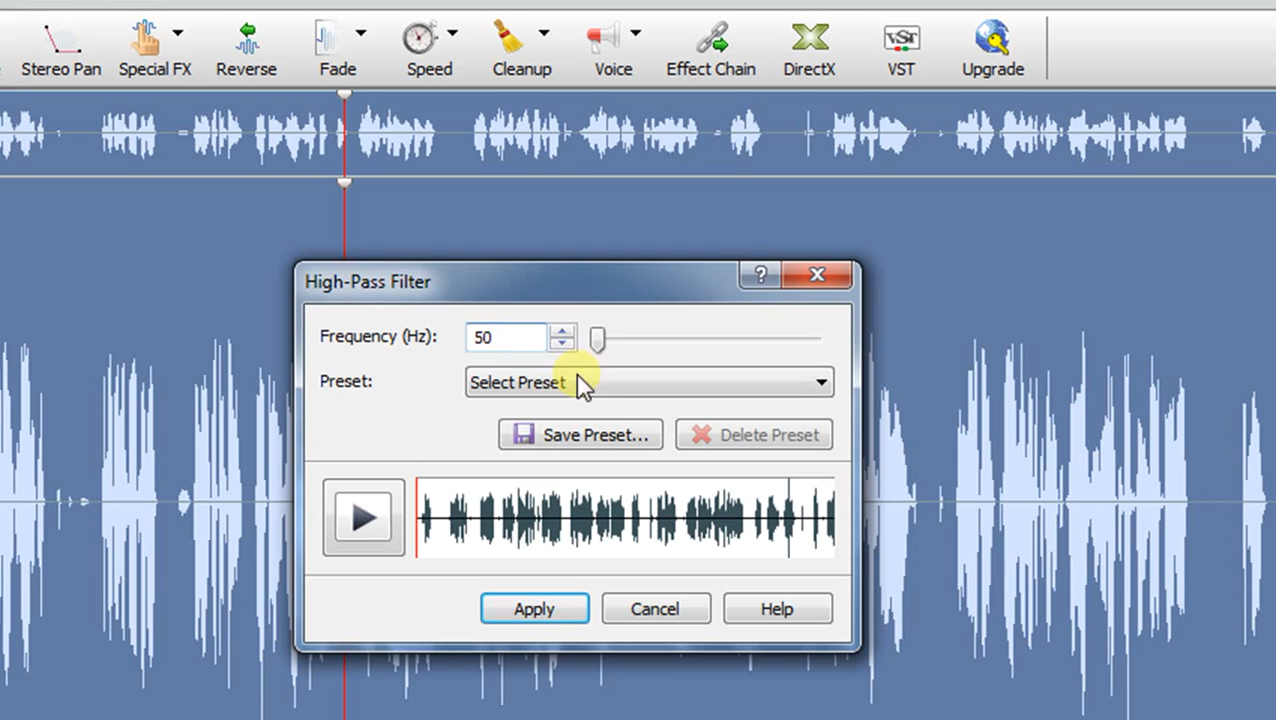 Stereo Pan Special FX Reverse Fade Speed Cleanup Voice Effect Chain DirectX VST Upgrade
VST
High-Pass Filter ?
Frequency (Hz): 50
Preset: Select Preset
Save Preset... Delete Preset
Apply Cancel Help